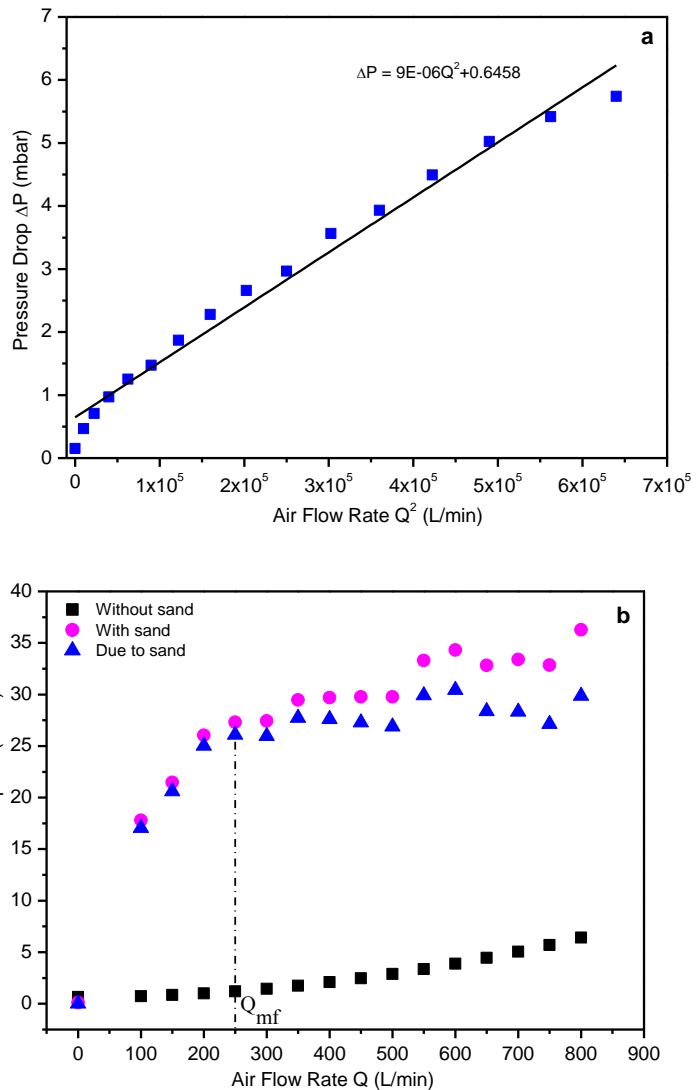 7
a
6
ΔP = 9E-06Q²+0.6458
5
4
3
2
1
0
Pressure Drop ΔP (mbar)
0 1x10⁵ 2x10⁵ 3x10⁵ 4x10⁵ 5x10⁵ 6x10⁵ 7x10⁵
Air Flow Rate Q² (L/min)
40
b
Without sand
With sand
Due to sand
35
30
25
20
15
10
5
0
Qmf
0 100 200 300 400 500 600 700 800 900
Air Flow Rate Q (L/min)